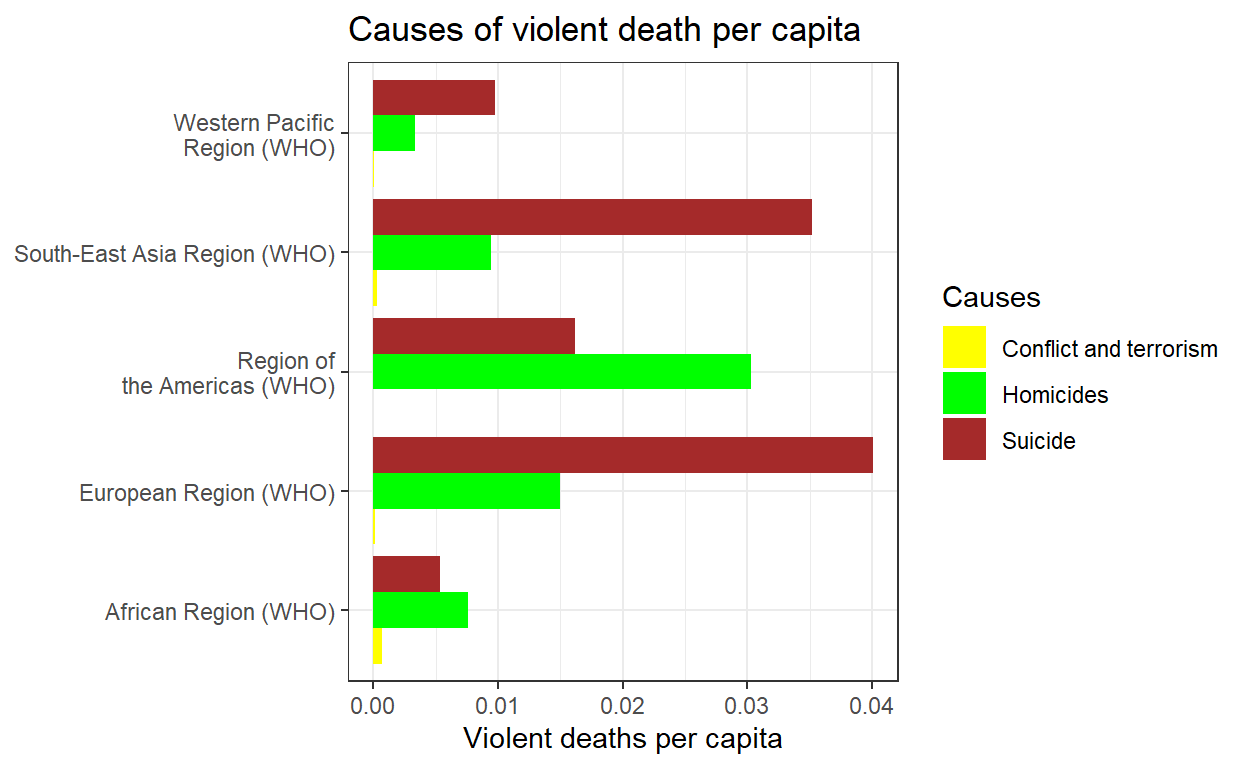 Causes of violent death per capita
Western Pacific
Region (WHO)
South-East Asia Region (WHO)
Region of
the Americas (WHO)
European Region (WHO)
African Region (WHO)
0.00 0.01 0.02 0.03 0.04
Violent deaths per capita
Causes
Conflict and terrorism
Homicides
Suicide